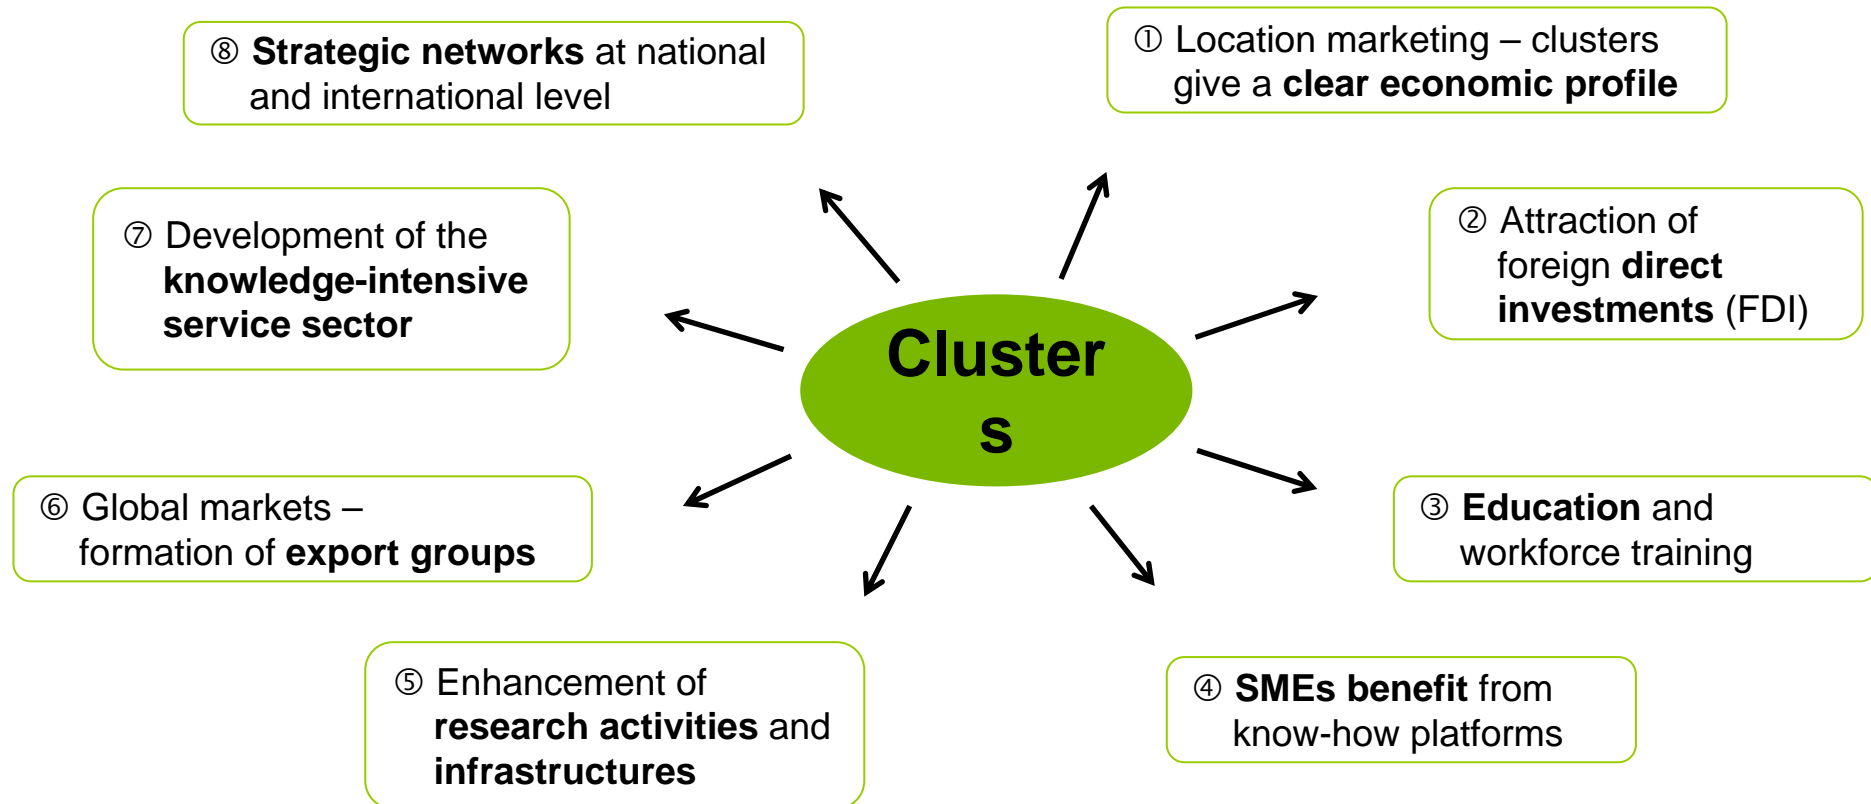 ① Location marketing – clusters
give a clear economic profile
② Attraction of
foreign direct
investments (FDI)
③ Education and
workforce training
④ SMEs benefit from
know-how platforms
⑤ Enhancement of
research activities and
infrastructures
⑥ Global markets –
formation of export groups
⑦ Development of the
knowledge-intensive
service sector
⑧ Strategic networks at national
and international level
Cluster
s